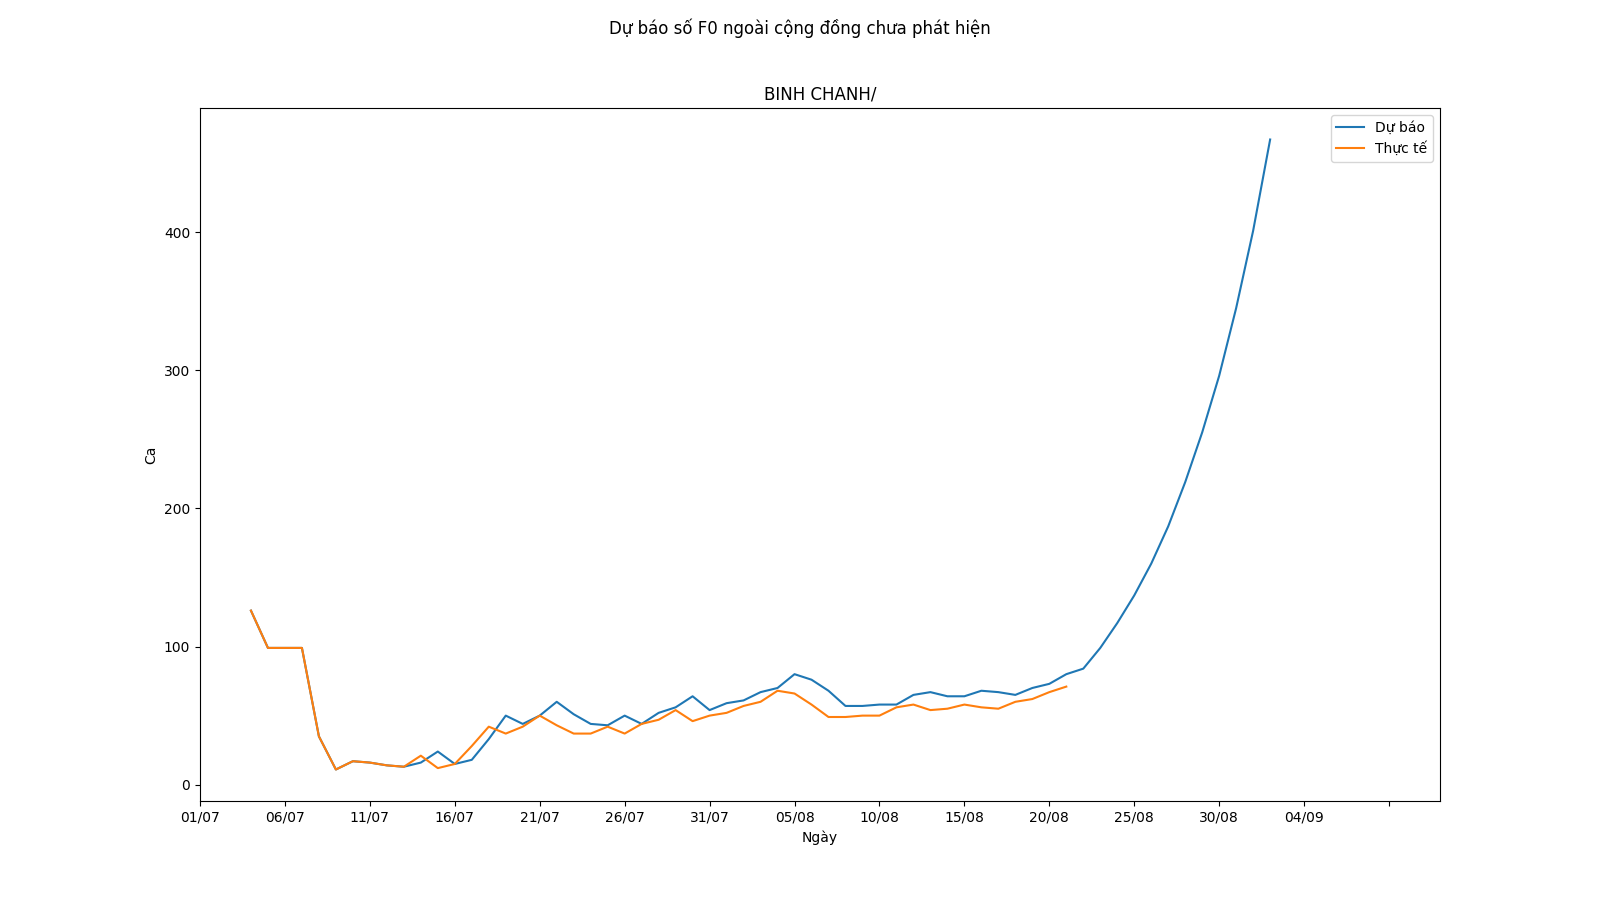 Dự báo số F0 ngoài cộng đồng chưa phát hiện
BINH CHANH/
Dự báo
Thực tế
400
300
200
100
0
Ca
01/07 06/07 11/07 16/07 21/07 26/07 31/07 05/08 10/08 15/08 20/08 25/08 30/08 04/09
Ngày